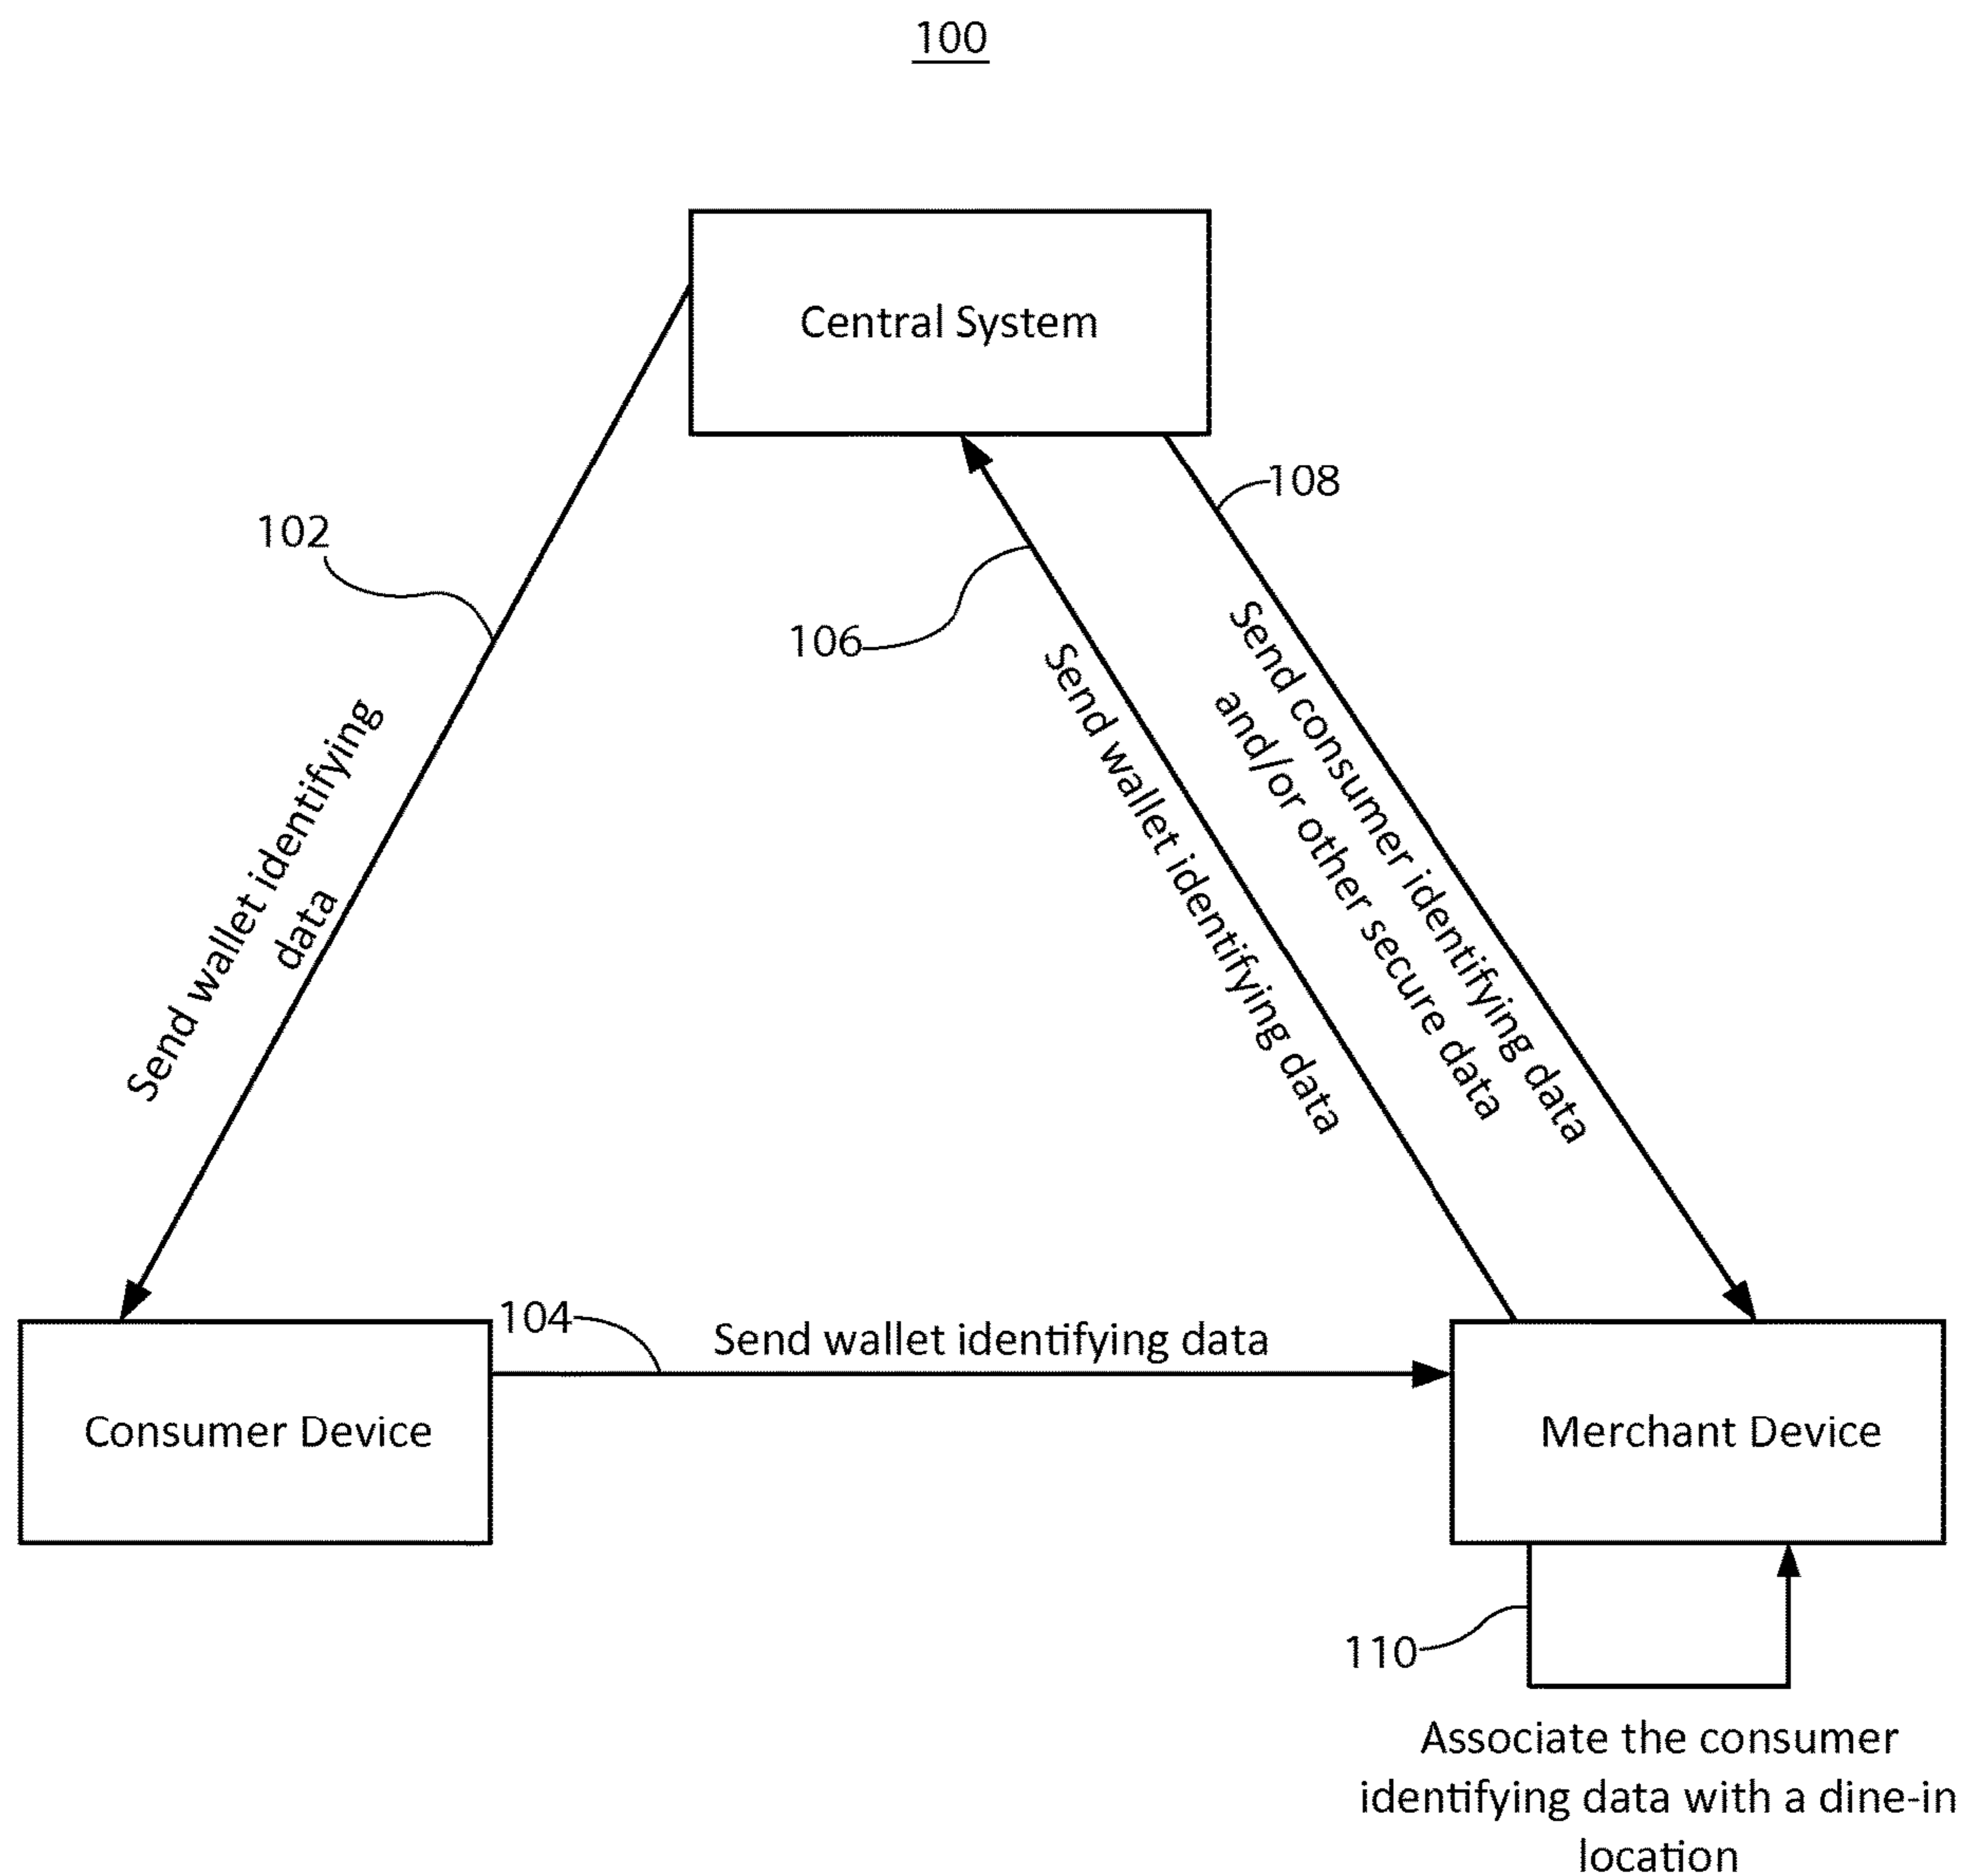 100
Central System
108
102
106
Send wallet identifying
data
Send wallet identifying data
Send consumer identifying data
and/or other secure data
104
Send wallet identifying data
Consumer Device
Merchant Device
110
Associate the consumer
identifying data with a dine-in
location